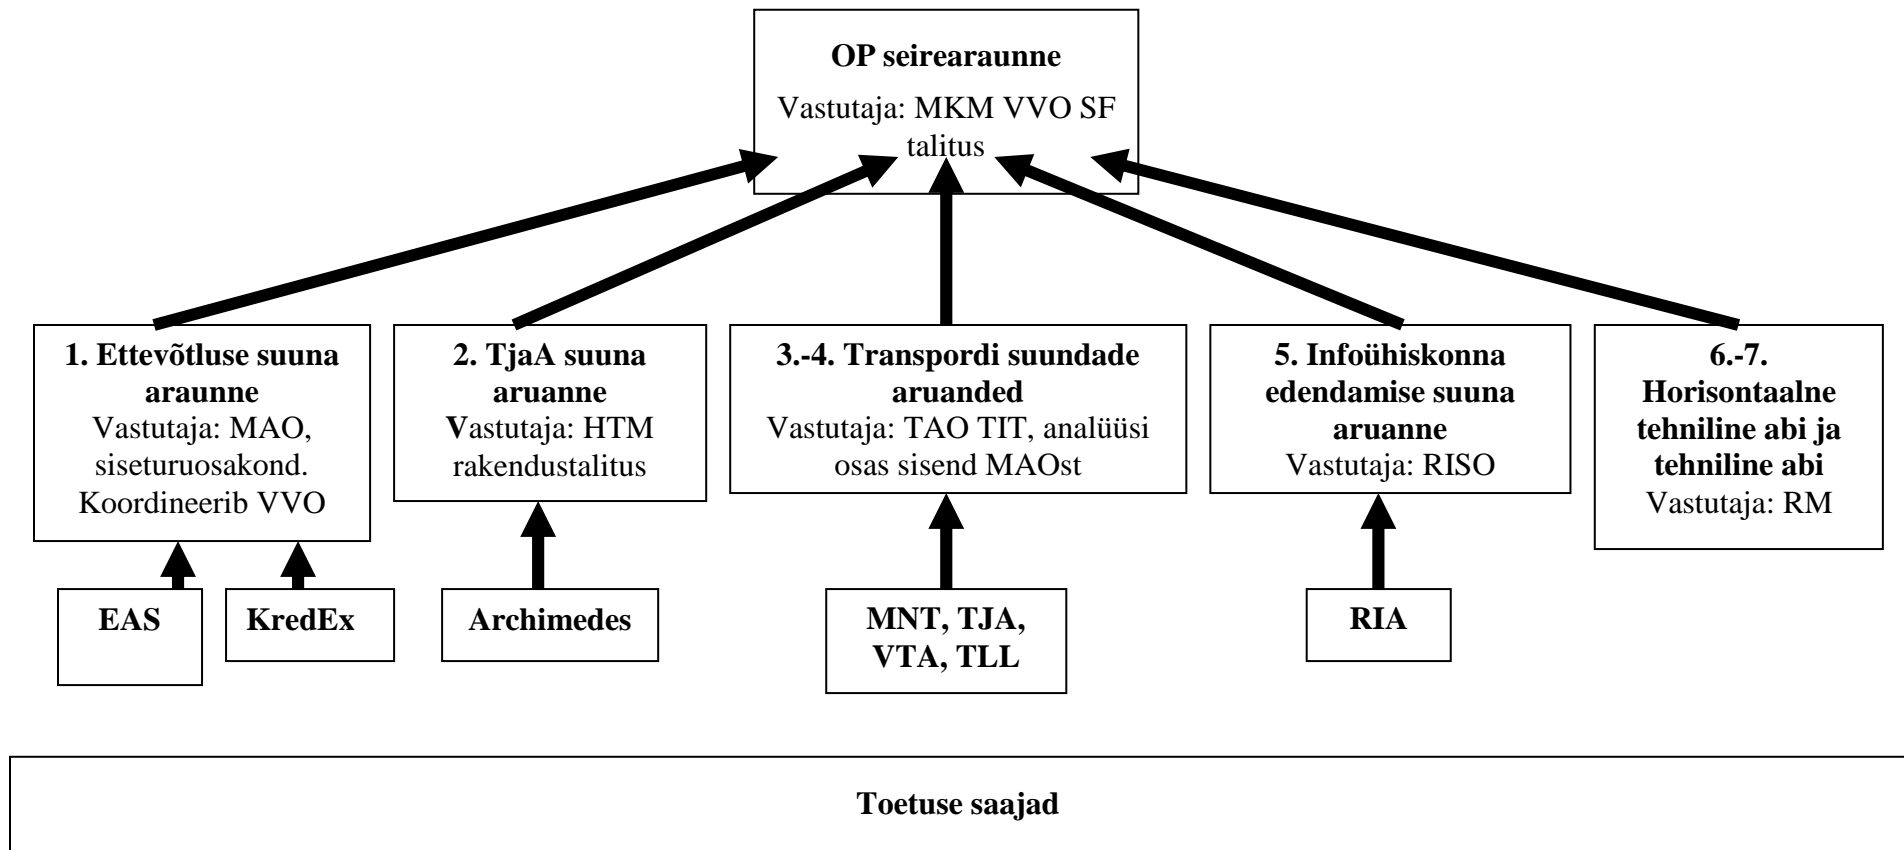 OP seirearaunne
Vastutaja: MKM VVO SF
talitus
1. Ettevõtluse suuna
araunne
Vastutaja: MAO,
siseturuosakond.
Koordineerib VVO
2. TjaA suuna
aruanne
Vastutaja: HTM
rakendustalitus
3.-4. Transpordi suundade
aruanded
Vastutaja: TAO TIT, analüüsi
osas sisend MAOst
5. Infoühiskonna
edendamise suuna
aruanne
Vastutaja: RISO
6.-7.
Horisontaalne
tehniline abi ja
tehniline abi
Vastutaja: RM
EAS
KredEx
Archimedes
MNT, TJA,
VTA, TLL
RIA
Toetuse saajad